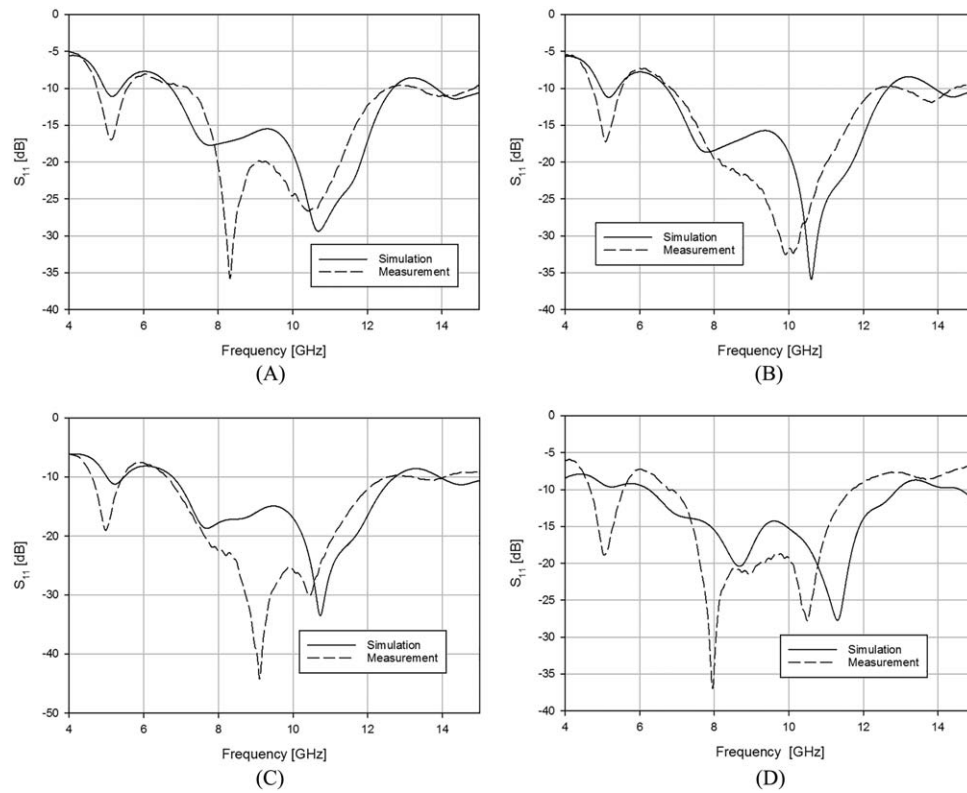 0
-5
-10
-15
-20
-25
-30
-35
-40
S11 [dB]
4 6 8 10 12 14
Frequency [GHz]
Simulation
Measurement
(A)
0
-5
-10
-15
-20
-25
-30
-35
-40
S11 [dB]
4 6 8 10 12 14
Frequency [GHz]
Simulation
Measurement
(B)
0
-10
-20
-30
-40
-50
S11 [dB]
4 6 8 10 12 14
Frequency [GHz]
Simulation
Measurement
(C)
0
-5
-10
-15
-20
-25
-30
-35
-40
S11 [dB]
4 6 8 10 12 14
Frequency [GHz]
Simulation
Measurement
(D)